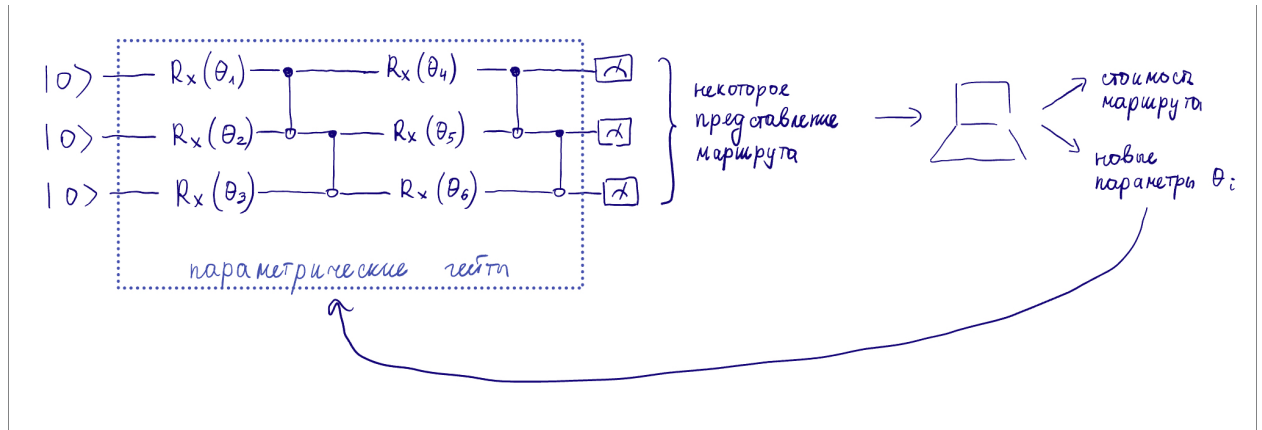 |0⟩ Rx(θ1) Rx(θ4)
|0⟩ Rx(θ2) Rx(θ5)
|0⟩ Rx(θ3) Rx(θ6)
параметрические гейты
некоторое
представление
маршрута
стоимость
маршрута
новые
параметры θi